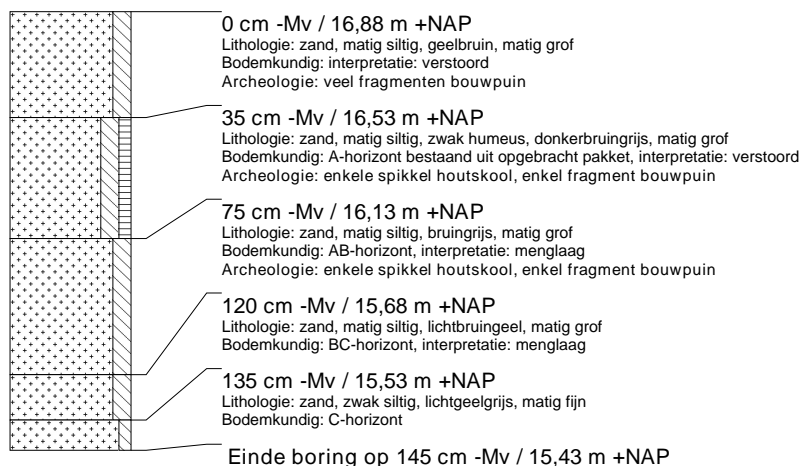 0 cm -Mv / 16,88 m +NAP
Lithologie: zand, matig siltig, geelbruin, matig grof
Bodemkundig: interpretatie: verstoord
Archeologie: veel fragmenten bouwpuin
35 cm -Mv / 16,53 m +NAP
Lithologie: zand, matig siltig, zwak humeus, donkerbruingrijs, matig grof
Bodemkundig: A-horizont bestaand uit opgebracht pakket, interpretatie: verstoord
Archeologie: enkele spikkel houtskool, enkel fragment bouwpuin
75 cm -Mv / 16,13 m +NAP
Lithologie: zand, matig siltig, bruingrijs, matig grof
Bodemkundig: AB-horizont, interpretatie: menglaag
Archeologie: enkele spikkel houtskool, enkel fragment bouwpuin
120 cm -Mv / 15,68 m +NAP
Lithologie: zand, matig siltig, lichtbruingeel, matig grof
Bodemkundig: BC-horizont, interpretatie: menglaag
135 cm -Mv / 15,53 m +NAP
Lithologie: zand, zwak siltig, lichtgeelgrijs, matig fijn
Bodemkundig: C-horizont
Einde boring op 145 cm -Mv / 15,43 m +NAP